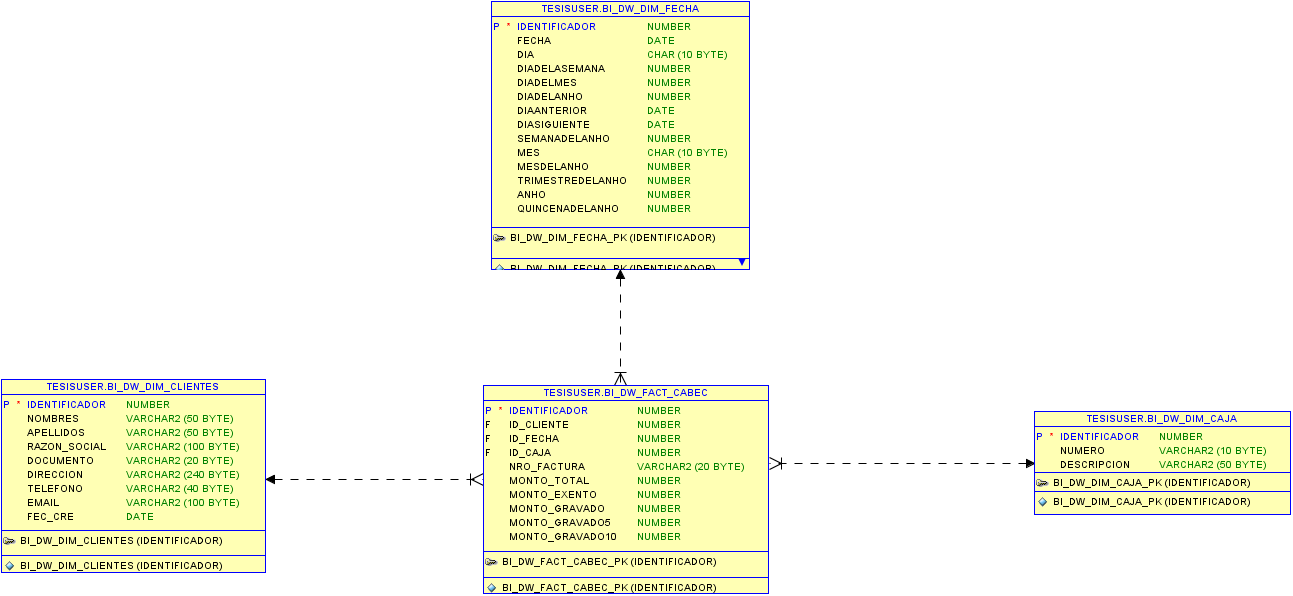 TESISUSER.BI_DW_DIM_FECHA
P * IDENTIFICADOR NUMBER
FECHA DATE
DIA CHAR (10 BYTE)
DIADELASEMANA NUMBER
DIADELMES NUMBER
DIADELANHO NUMBER
DIAANTERIOR DATE
DIASIGUIENTE DATE
SEMANADELANHO NUMBER
MES CHAR (10 BYTE)
MESDELANHO NUMBER
TRIMESTREDELANHO NUMBER
ANHO NUMBER
QUINCENADELANHO NUMBER
BI_DW_DIM_FECHA_PK (IDENTIFICADOR)
BI_DW_DIM_FECHA_PK (IDENTIFICADOR)
TESISUSER.BI_DW_DIM_CLIENTES
P * IDENTIFICADOR NUMBER
NOMBRES VARCHAR2 (50 BYTE)
APELLIDOS VARCHAR2 (50 BYTE)
RAZON_SOCIAL VARCHAR2 (100 BYTE)
DOCUMENTO VARCHAR2 (20 BYTE)
DIRECCION VARCHAR2 (240 BYTE)
TELEFONO VARCHAR2 (40 BYTE)
EMAIL VARCHAR2 (100 BYTE)
FEC_CRE DATE
BI_DW_DIM_CLIENTES (IDENTIFICADOR)
BI_DW_DIM_CLIENTES (IDENTIFICADOR)
TESISUSER.BI_DW_FACT_CABEC
P * IDENTIFICADOR NUMBER
F ID_CLIENTE NUMBER
F ID_FECHA NUMBER
F ID_CAJA NUMBER
NRO_FACTURA VARCHAR2 (20 BYTE)
MONTO_TOTAL NUMBER
MONTO_EXENTO NUMBER
MONTO_GRAVADO NUMBER
MONTO_GRAVADO5 NUMBER
MONTO_GRAVADO10 NUMBER
BI_DW_FACT_CABEC_PK (IDENTIFICADOR)
BI_DW_FACT_CABEC_PK (IDENTIFICADOR)
TESISUSER.BI_DW_DIM_CAJA
P * IDENTIFICADOR NUMBER
NUMERO VARCHAR2 (10 BYTE)
DESCRIPCION VARCHAR2 (50 BYTE)
BI_DW_DIM_CAJA_PK (IDENTIFICADOR)
BI_DW_DIM_CAJA_PK (IDENTIFICADOR)